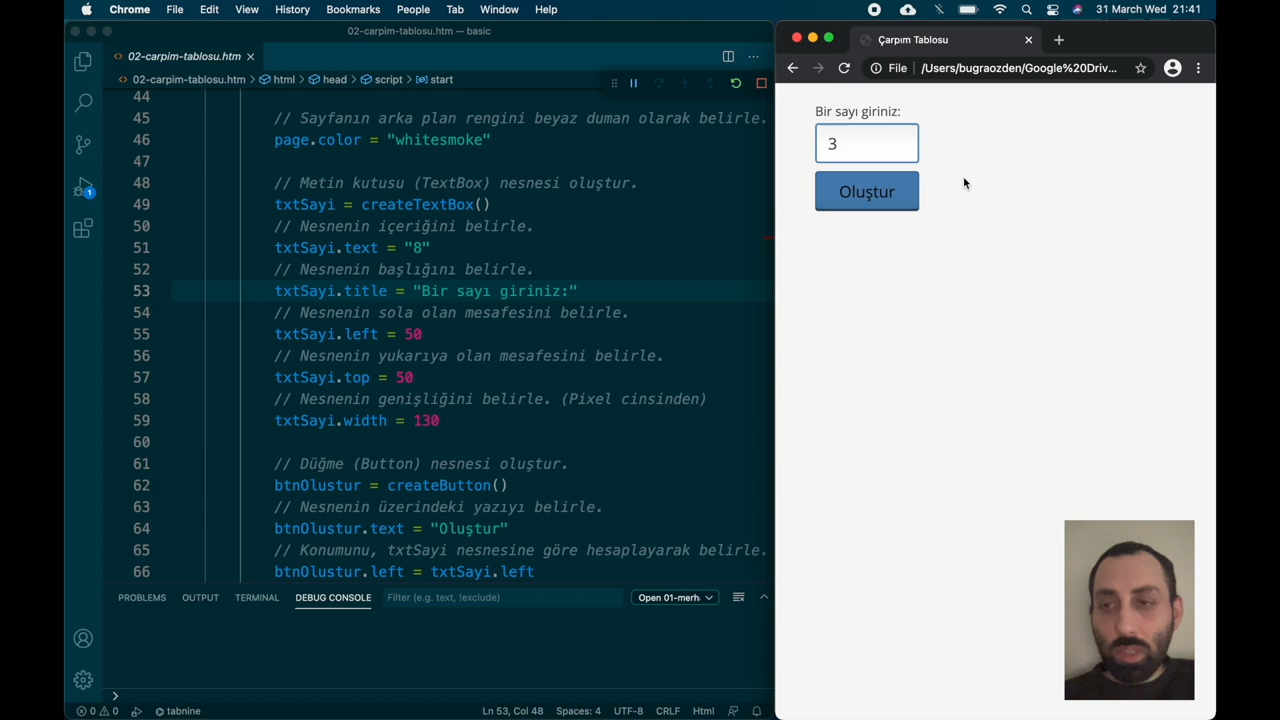 Chrome File Edit View History Bookmarks People Tab Window Help
31 March Wed 21:41
02-carpim-tablosu.htm — basic
02-carpim-tablosu.htm
02-carpim-tablosu.htm > html > head > script > start
44
45 // Sayfanın arka plan rengini beyaz duman olarak belirle.
46 page.color = "whitesmoke"
47
48 // Metin kutusu (TextBox) nesnesi oluştur.
49 txtSayi = createTextBox()
50 // Nesnenin içeriğini belirle.
51 txtSayi.text = "8"
52 // Nesnenin başlığını belirle.
53 txtSayi.title = "Bir sayı giriniz:"
54 // Nesnenin sola olan mesafesini belirle.
55 txtSayi.left = 50
56 // Nesnenin yukarıya olan mesafesini belirle.
57 txtSayi.top = 50
58 // Nesnenin genişliğini belirle. (Pixel cinsinden)
59 txtSayi.width = 130
60
61 // Düğme (Button) nesnesi oluştur.
62 btnOlustur = createButton()
63 // Nesnenin üzerindeki yazıyı belirle.
64 btnOlustur.text = "Oluştur"
65 // Konumunu, txtSayi nesnesine göre hesaplayarak belirle.
66 btnOlustur.left = txtSayi.left
1
PROBLEMS OUTPUT TERMINAL DEBUG CONSOLE Filter (e.g. text, !exclude) Open 01-merh
0 0 tabnine Ln 53, Col 48 Spaces: 4 UTF-8 CRLF Html
Çarpım Tablosu
File /Users/bugraozden/Google%20Driv...
Bir sayı giriniz:
3
Oluştur